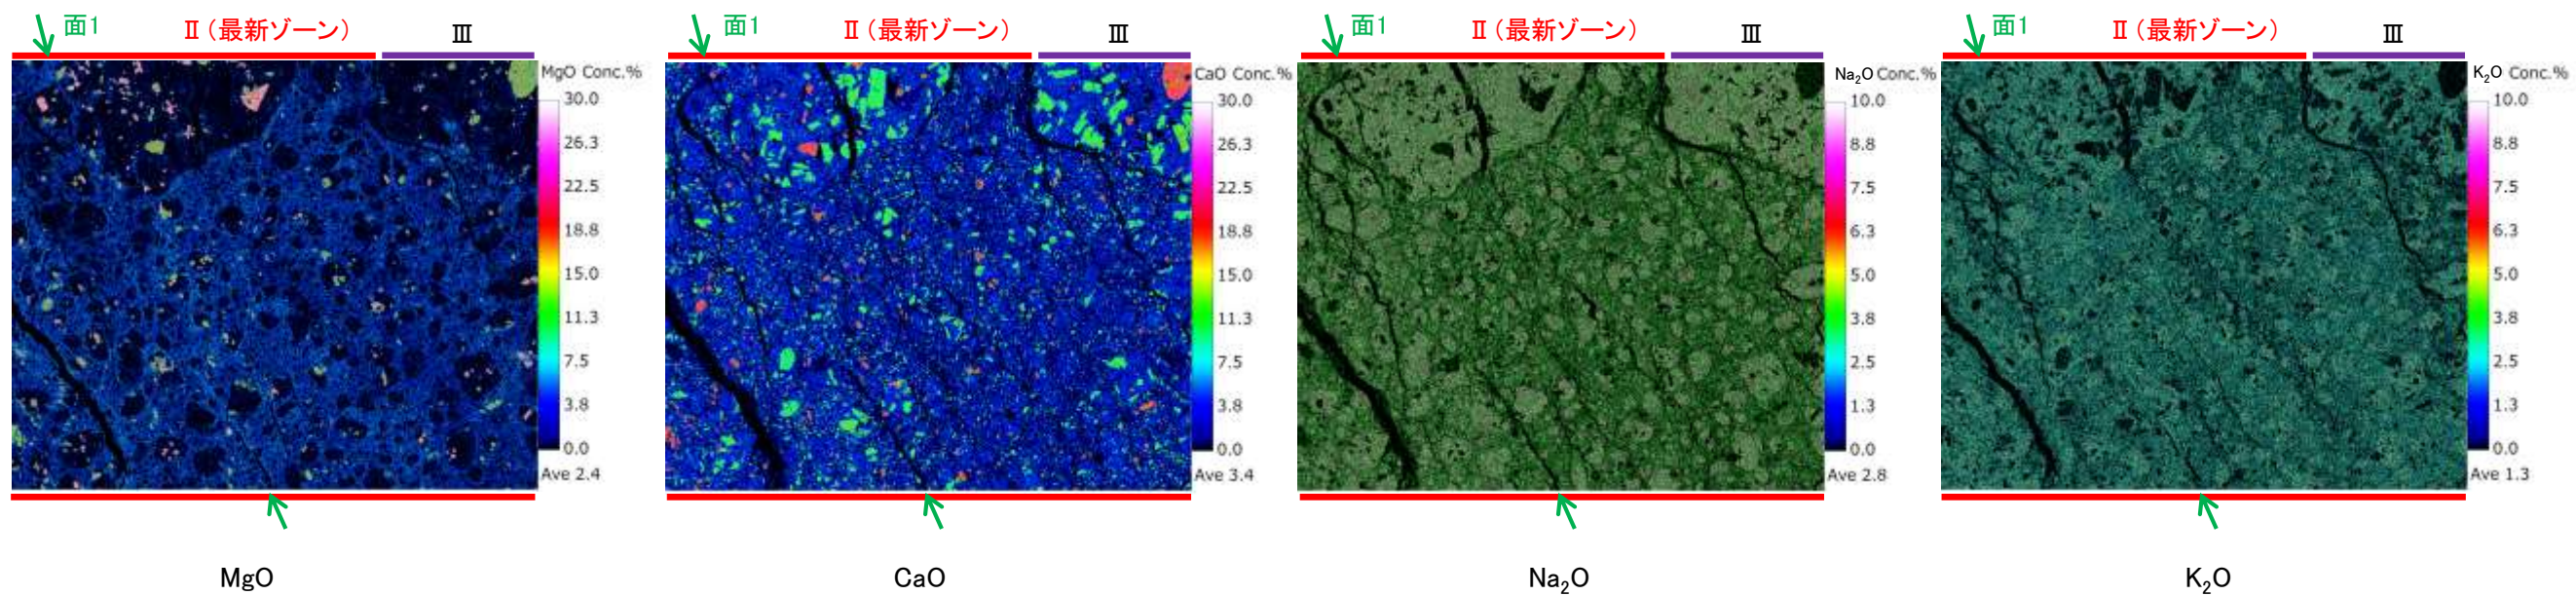 面1
Ⅱ（最新ゾーン）
Ⅲ
MgO Conc.%
30.0
26.3
22.5
18.8
15.0
11.3
7.5
3.8
0.0
Ave 2.4
MgO
面1
Ⅱ（最新ゾーン）
Ⅲ
CaO Conc.%
30.0
26.3
22.5
18.8
15.0
11.3
7.5
3.8
0.0
Ave 3.4
CaO
面1
Ⅱ（最新ゾーン）
Ⅲ
Na₂O Conc.%
10.0
8.8
7.5
6.3
5.0
3.8
2.5
1.3
0.0
Ave 2.8
Na₂O
面1
Ⅱ（最新ゾーン）
Ⅲ
K₂O Conc.%
10.0
8.8
7.5
6.3
5.0
3.8
2.5
1.3
0.0
Ave 1.3
K₂O